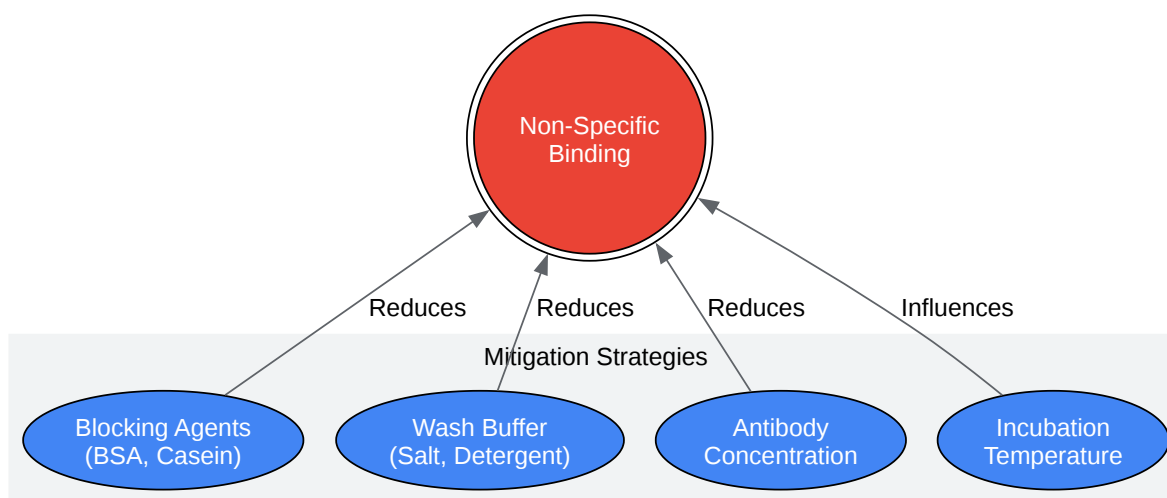 Non-Specific
Binding
Reduces
Reduces
Reduces
Influences
Mitigation Strategies
Blocking Agents
(BSA, Casein)
Wash Buffer
(Salt, Detergent)
Antibody
Concentration
Incubation
Temperature